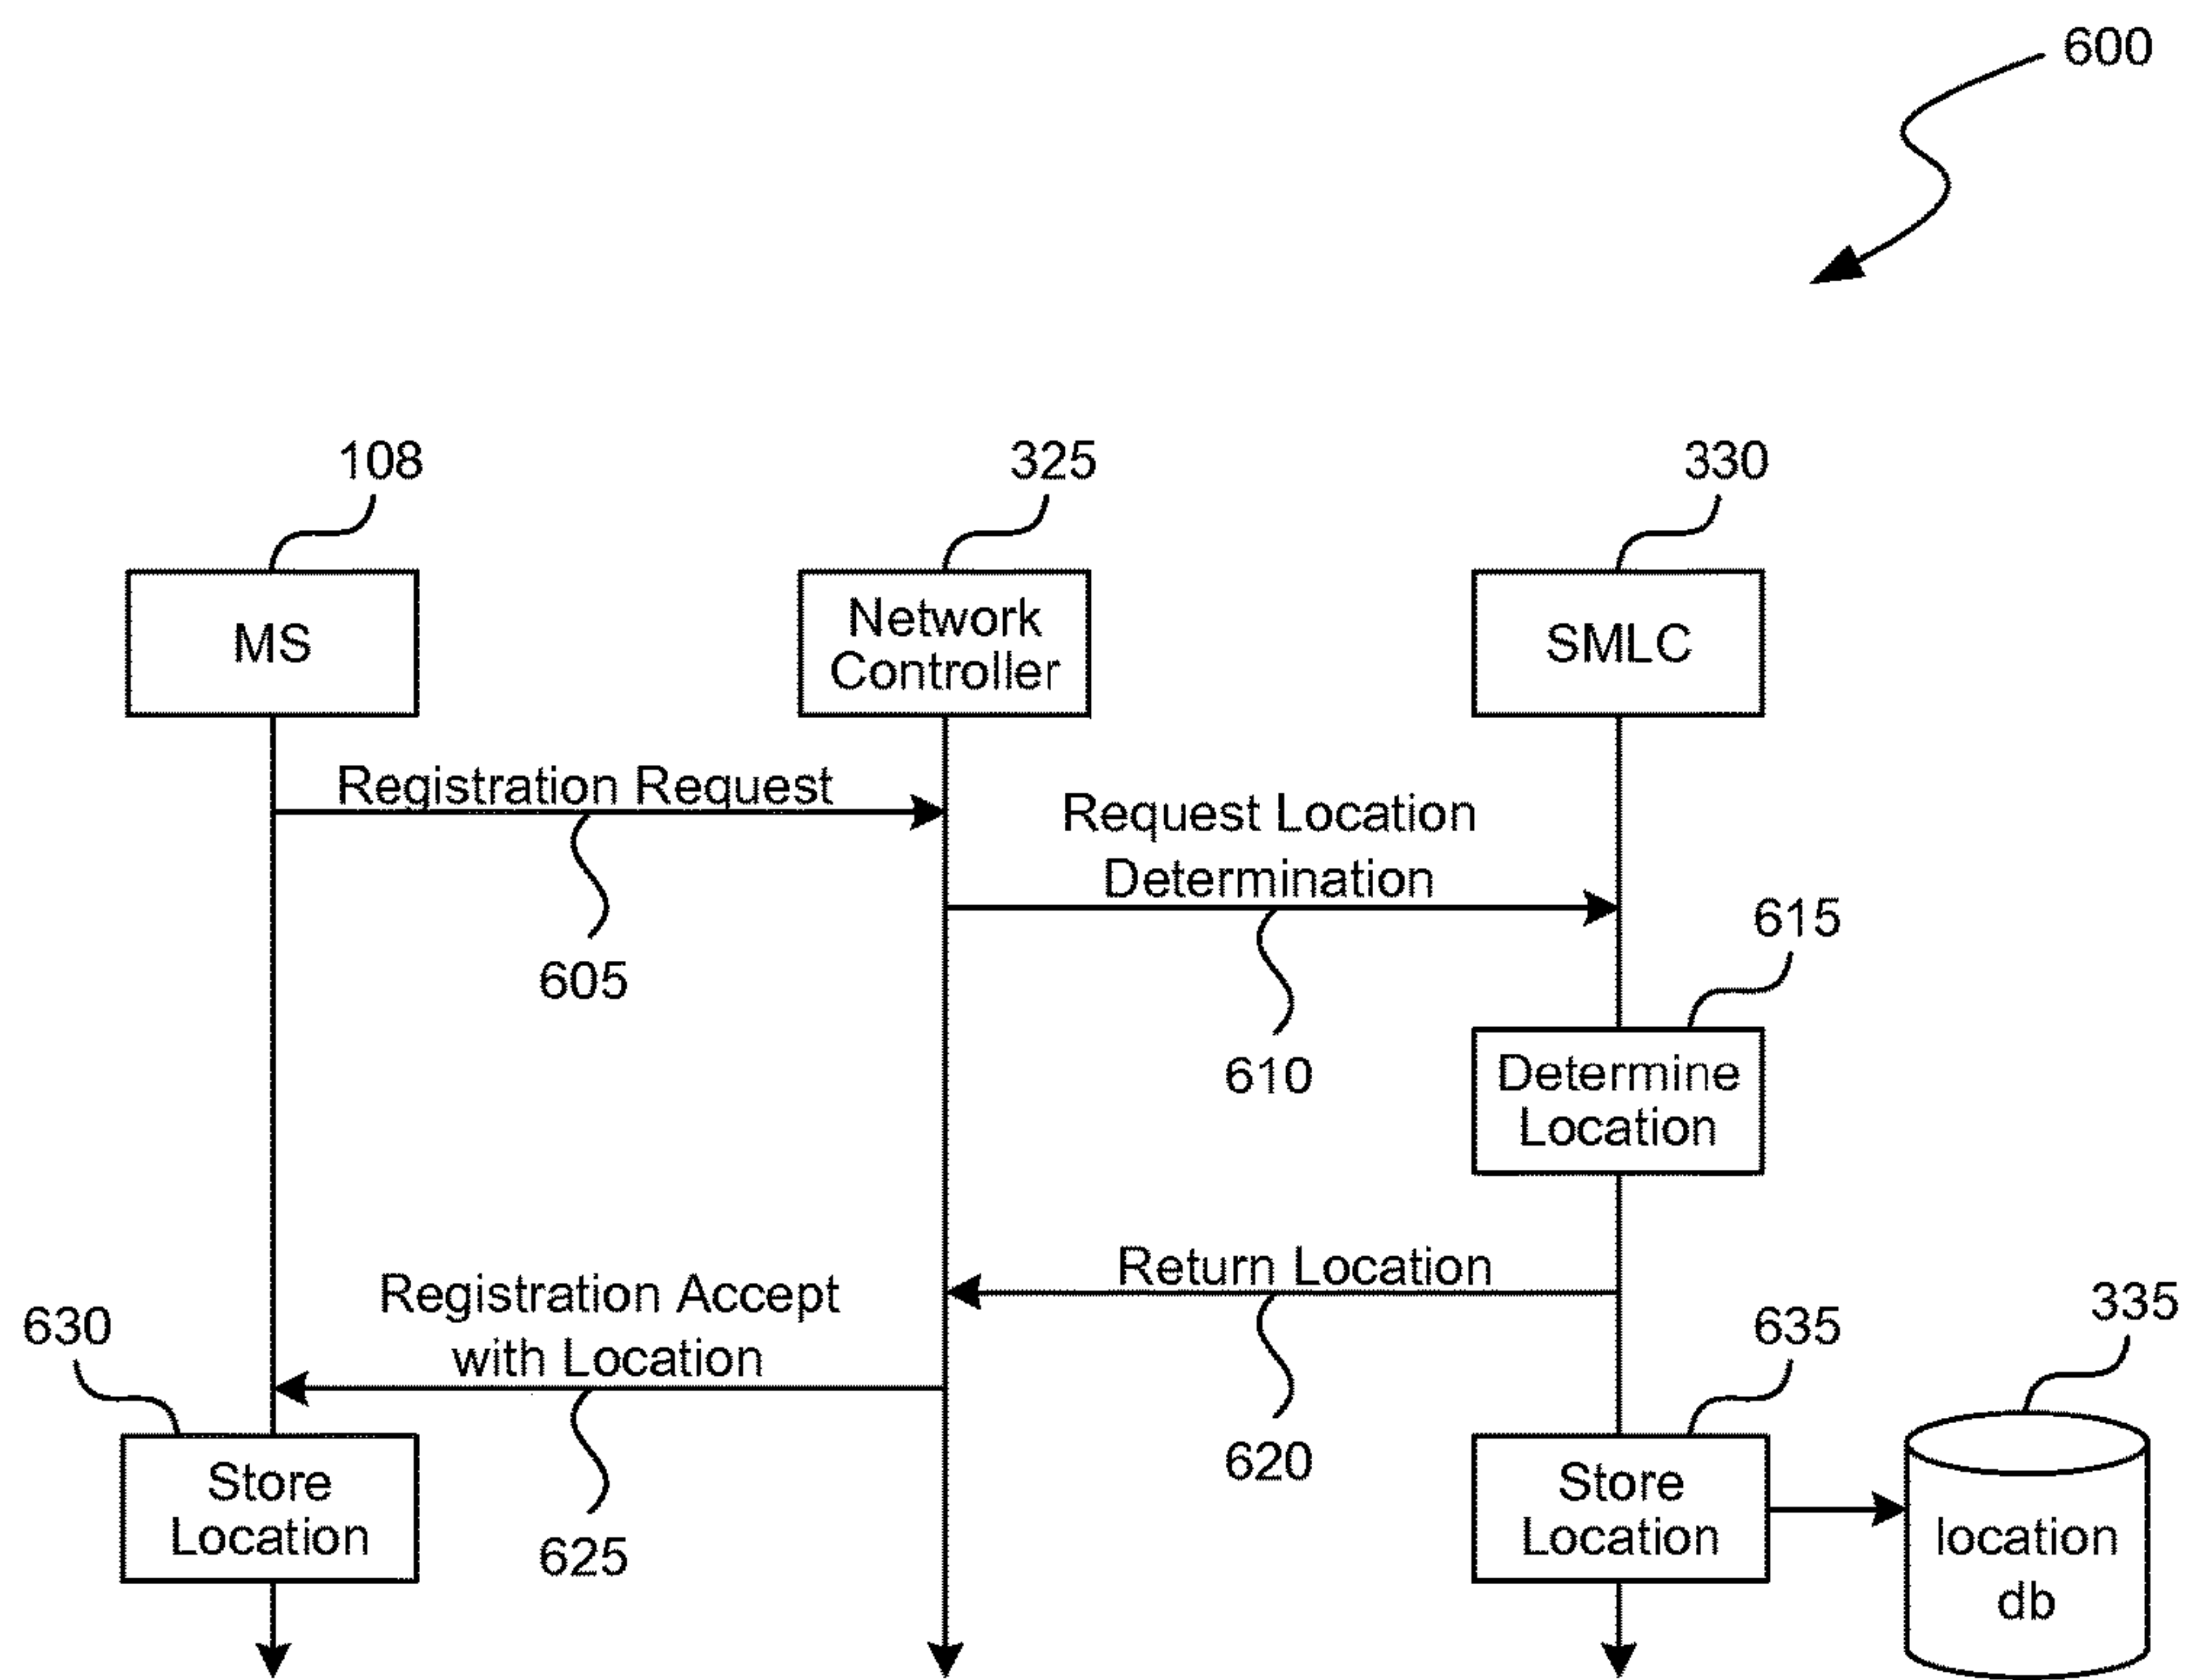 600
108
325
330
MS
Network
Controller
SMLC
Registration Request
Request Location
Determination
605
610
615
Determine
Location
Return Location
Registration Accept
with Location
630
635
335
620
625
Store
Location
Store
Location
location
db